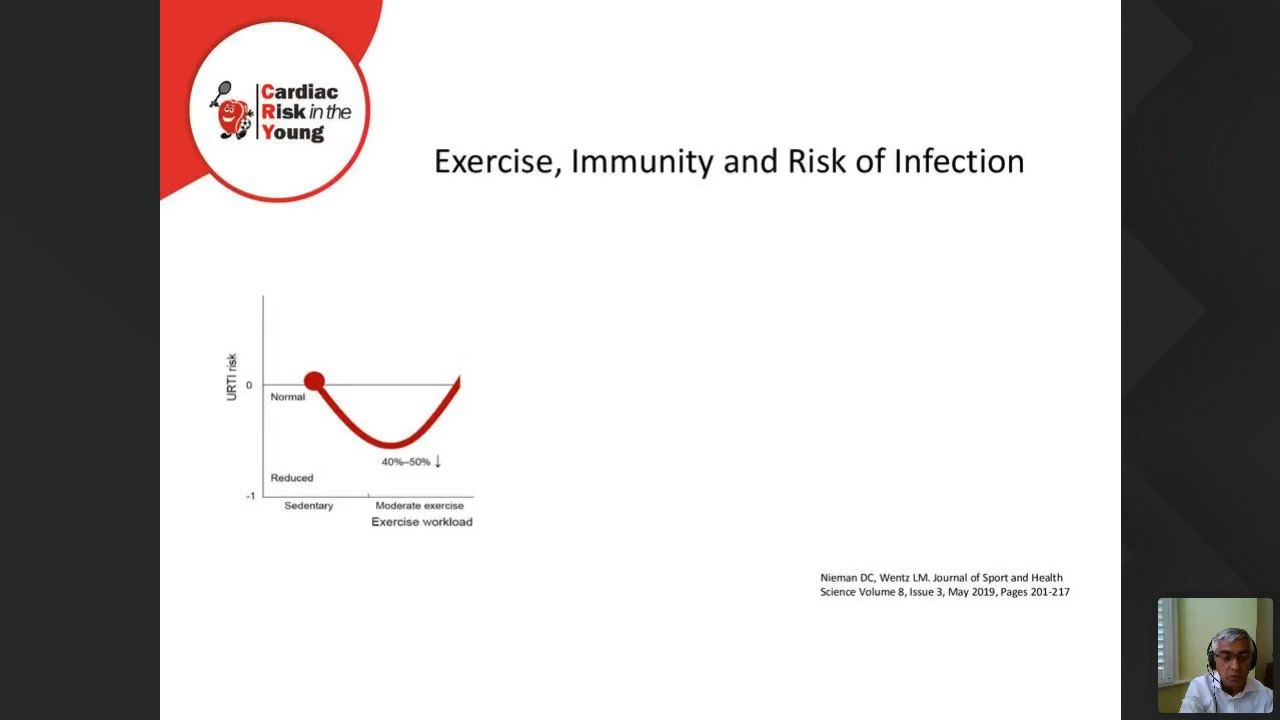 Cardiac
Risk in the
Young
Exercise, Immunity and Risk of Infection
URTI risk
0
Normal
40%–50% ↓
Reduced
-1
Sedentary
Moderate exercise
Exercise workload
Nieman DC, Wentz LM. Journal of Sport and Health
Science Volume 8, Issue 3, May 2019, Pages 201-217